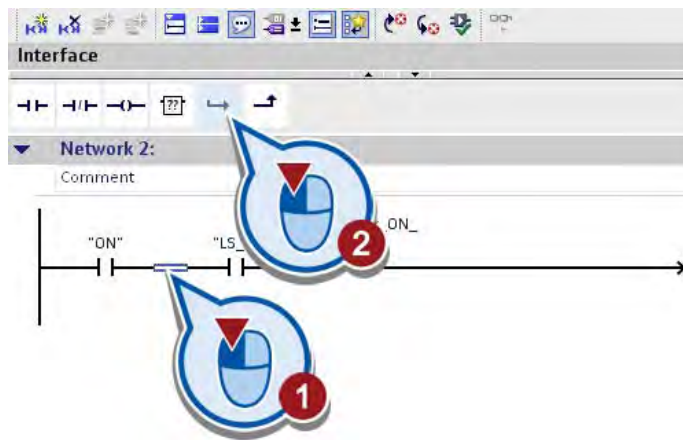 Interface
??
Network 2:
Comment
2
ON_
"ON"
"LS_
1